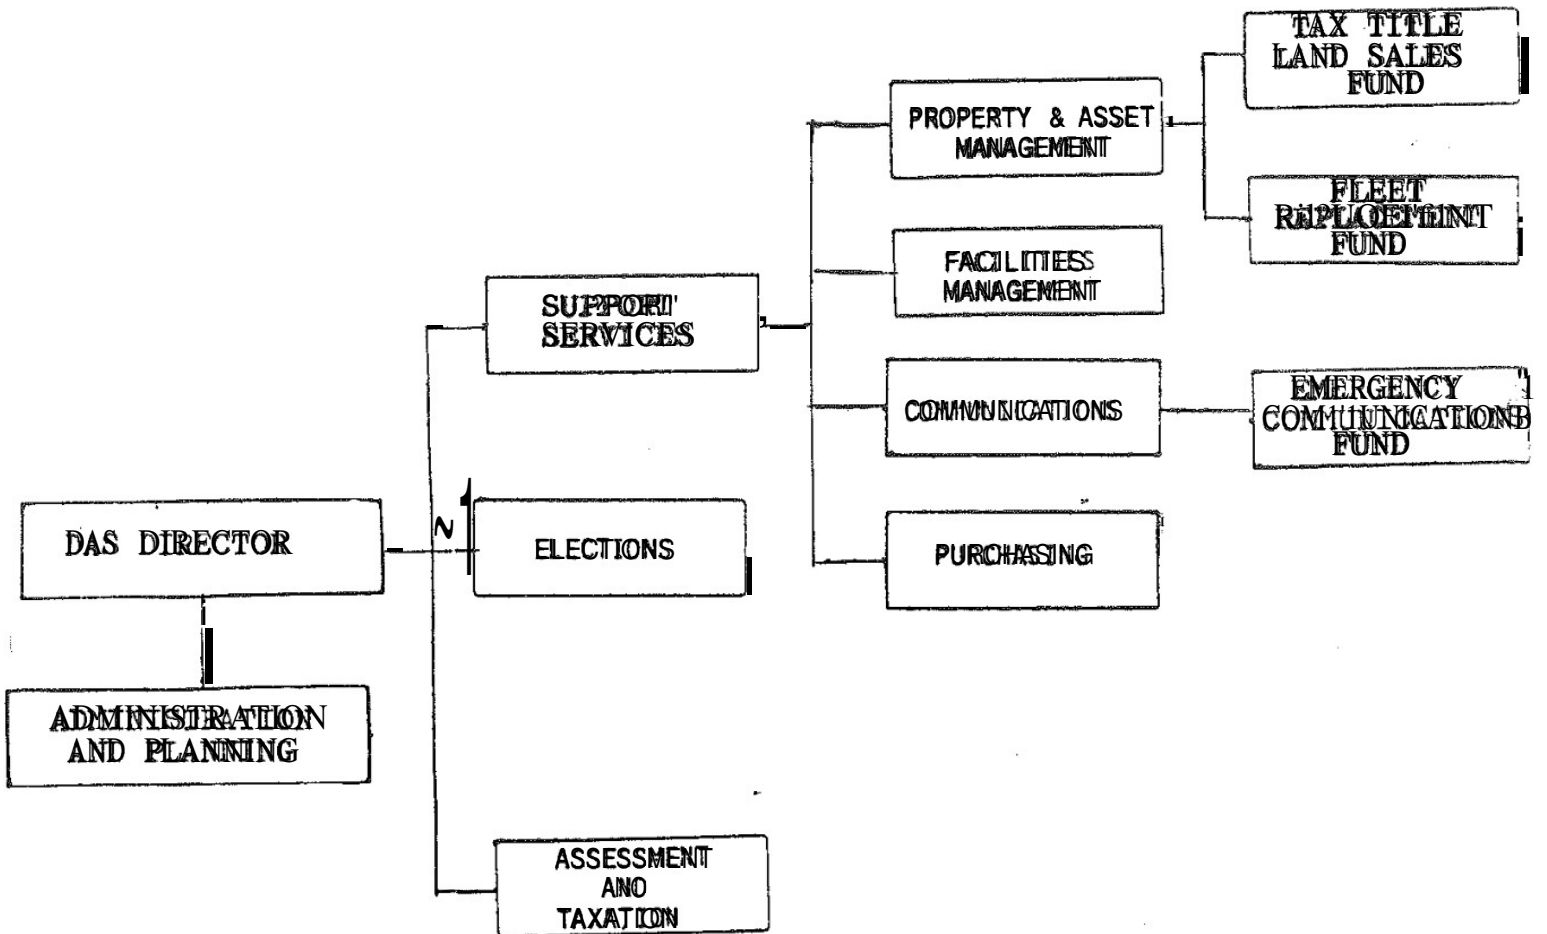 TAX TITLE
LAND SALES
FUND
PROPERTY & ASSET
MANAGEMENT
FLEET
REPLACEMENT
FUND
FACILITIES
MANAGEMENT
SUPPORT
SERVICES
COMMUNICATIONS
EMERGENCY
COMMUNICATIONS
FUND
DAS DIRECTOR
ELECTIONS
PURCHASING
ADMINISTRATION
AND PLANNING
ASSESSMENT
AND
TAXATION